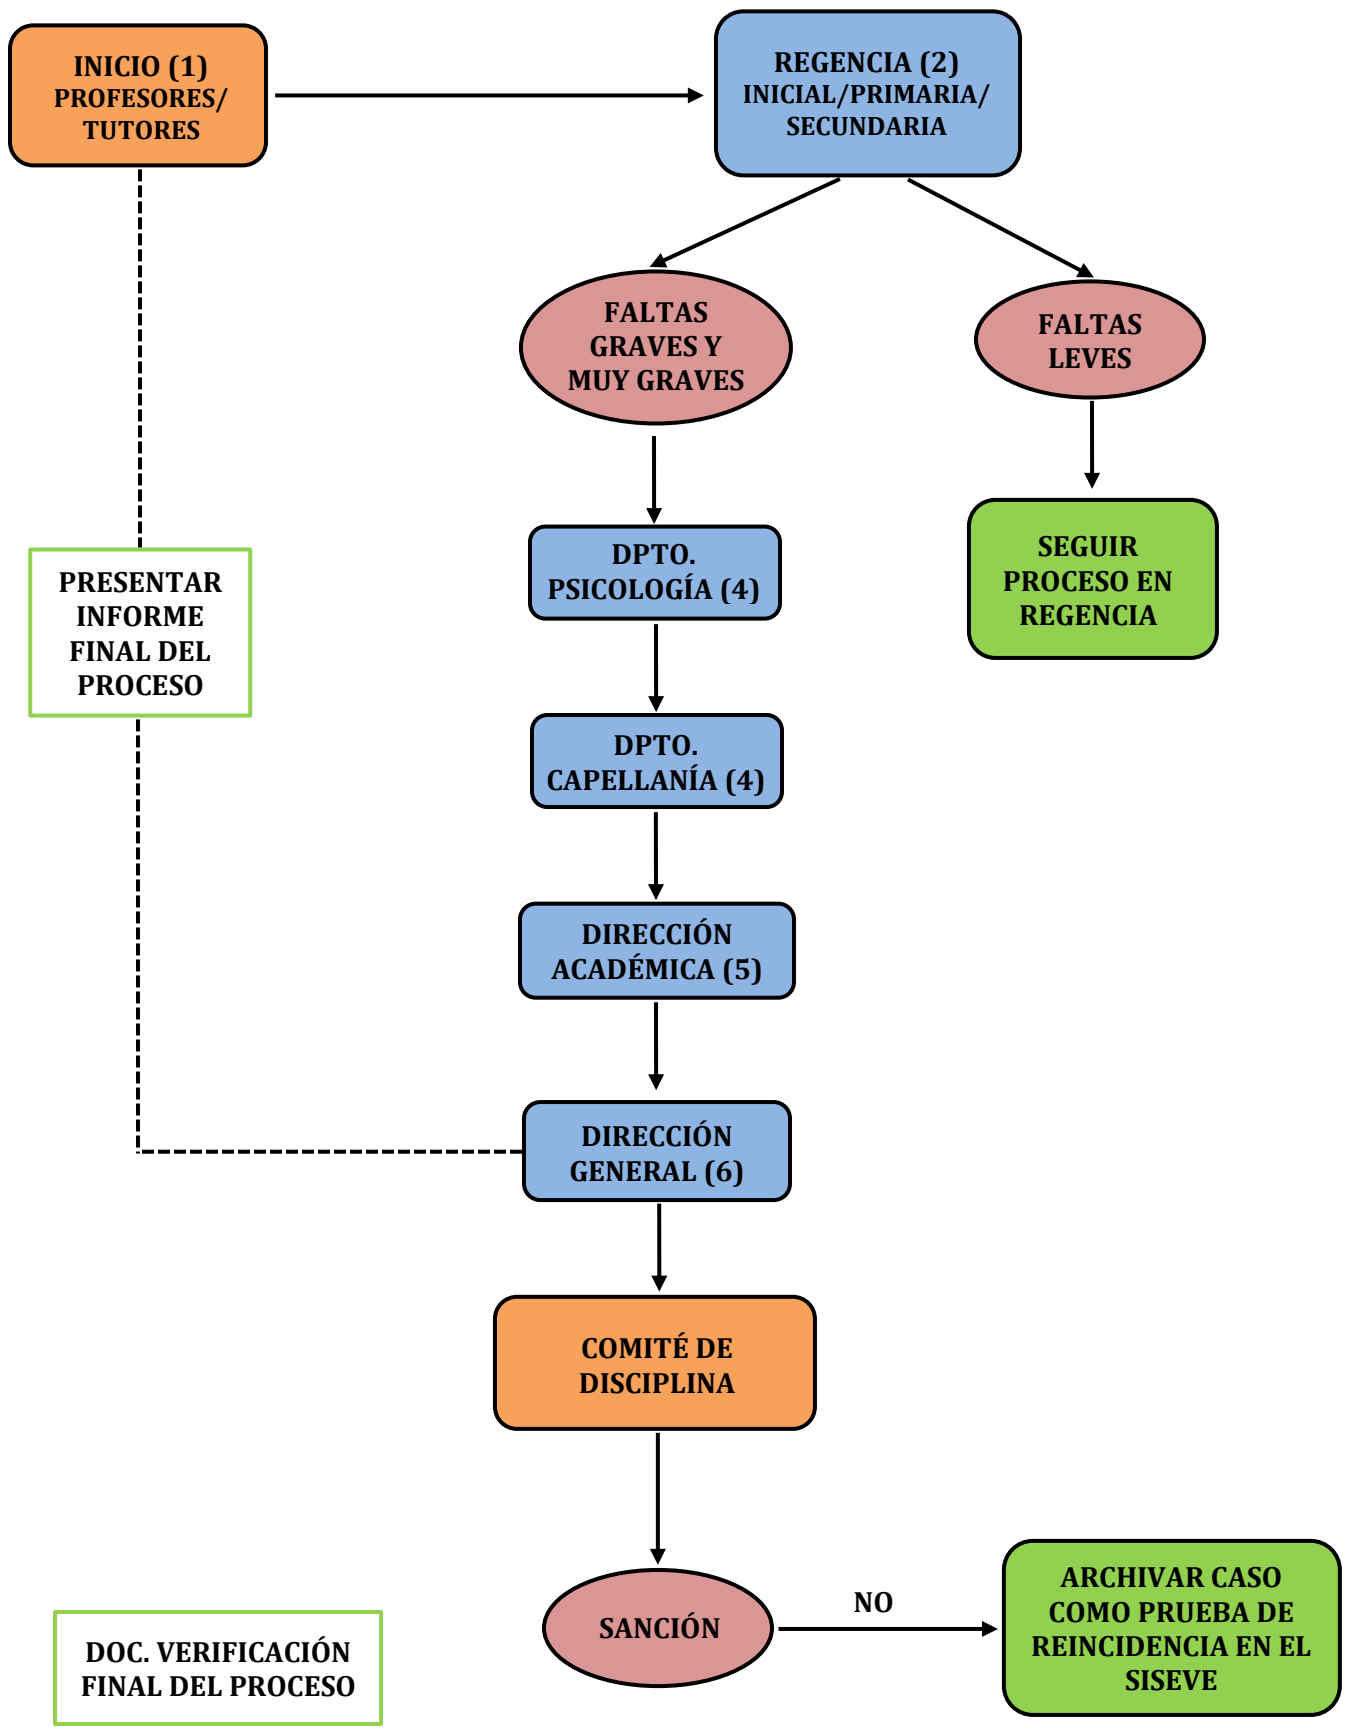 INICIO (1)
PROFESORES/
TUTORES
REGENCIA (2)
INICIAL/PRIMARIA/
SECUNDARIA
FALTAS
GRAVES Y
MUY GRAVES
FALTAS
LEVES
SEGUIR
PROCESO EN
REGENCIA
DPTO.
PSICOLOGÍA (4)
PRESENTAR
INFORME
FINAL DEL
PROCESO
DPTO.
CAPELLANÍA (4)
DIRECCIÓN
ACADÉMICA (5)
DIRECCIÓN
GENERAL (6)
COMITÉ DE
DISCIPLINA
SANCIÓN
NO
ARCHIVAR CASO
COMO PRUEBA DE
REINCIDENCIA EN EL
SISEVE
DOC. VERIFICACIÓN
FINAL DEL PROCESO